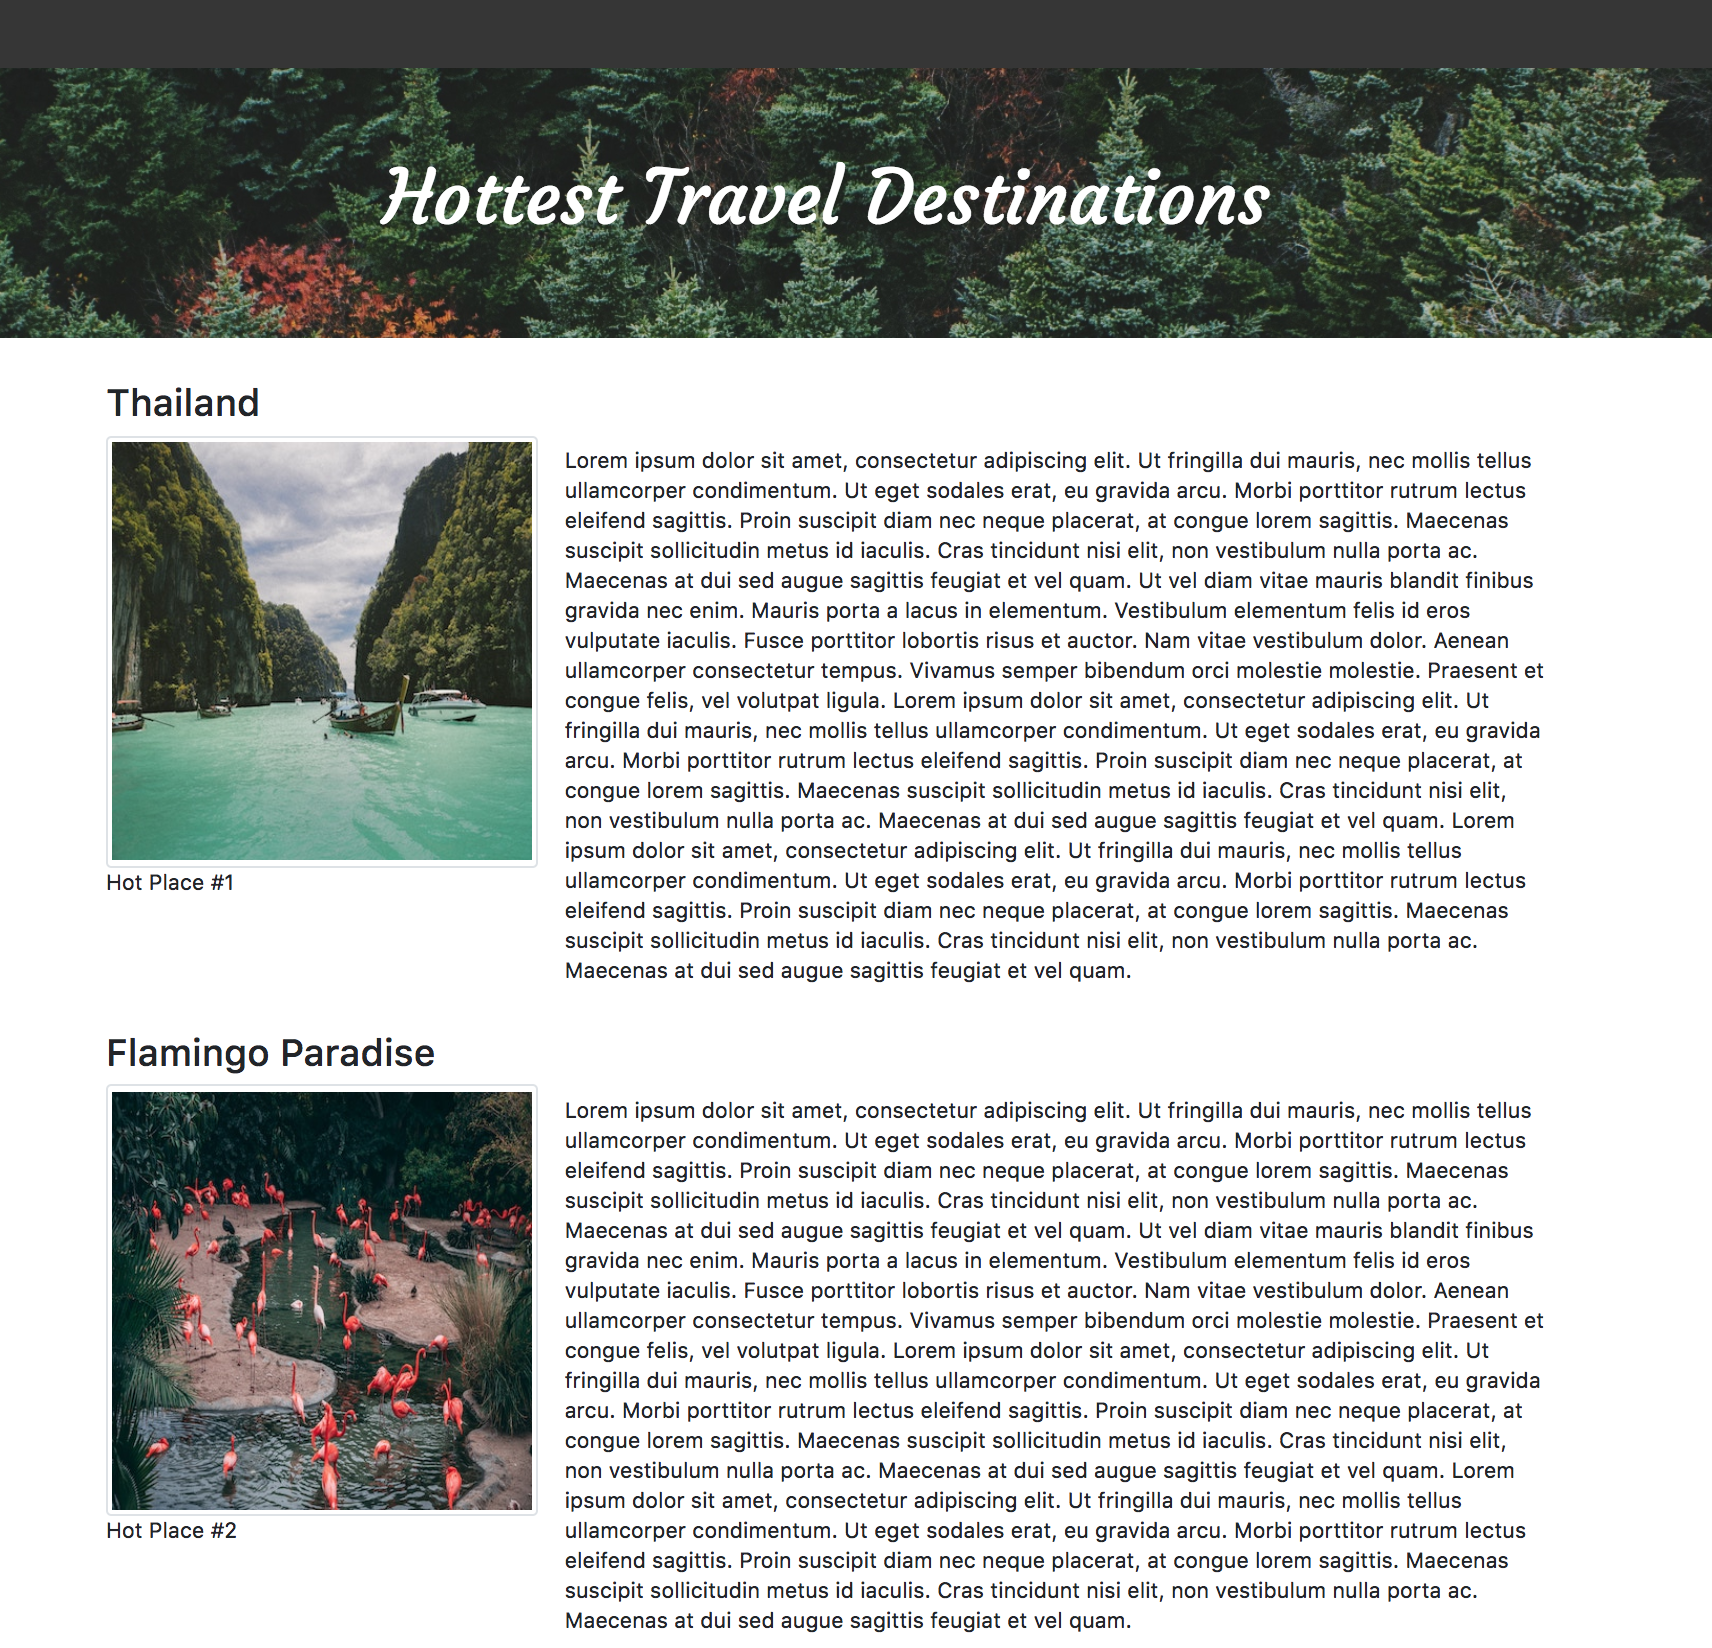 Hottest Travel Destinations
Thailand
Lorem ipsum dolor sit amet, consectetur adipiscing elit. Ut fringilla dui mauris, nec mollis tellus
ullamcorper condimentum. Ut eget sodales erat, eu gravida arcu. Morbi porttitor rutrum lectus
eleifend sagittis. Proin suscipit diam nec neque placerat, at congue lorem sagittis. Maecenas
suscipit sollicitudin metus id iaculis. Cras tincidunt nisi elit, non vestibulum nulla porta ac.
Maecenas at dui sed augue sagittis feugiat et vel quam. Ut vel diam vitae mauris blandit finibus
gravida nec enim. Mauris porta a lacus in elementum. Vestibulum elementum felis id eros
vulputate iaculis. Fusce porttitor lobortis risus et auctor. Nam vitae vestibulum dolor. Aenean
ullamcorper consectetur tempus. Vivamus semper bibendum orci molestie molestie. Praesent et
congue felis, vel volutpat ligula. Lorem ipsum dolor sit amet, consectetur adipiscing elit. Ut
fringilla dui mauris, nec mollis tellus ullamcorper condimentum. Ut eget sodales erat, eu gravida
arcu. Morbi porttitor rutrum lectus eleifend sagittis. Proin suscipit diam nec neque placerat, at
congue lorem sagittis. Maecenas suscipit sollicitudin metus id iaculis. Cras tincidunt nisi elit,
non vestibulum nulla porta ac. Maecenas at dui sed augue sagittis feugiat et vel quam. Lorem
ipsum dolor sit amet, consectetur adipiscing elit. Ut fringilla dui mauris, nec mollis tellus
ullamcorper condimentum. Ut eget sodales erat, eu gravida arcu. Morbi porttitor rutrum lectus
eleifend sagittis. Proin suscipit diam nec neque placerat, at congue lorem sagittis. Maecenas
suscipit sollicitudin metus id iaculis. Cras tincidunt nisi elit, non vestibulum nulla porta ac.
Maecenas at dui sed augue sagittis feugiat et vel quam.
Hot Place #1
Flamingo Paradise
Lorem ipsum dolor sit amet, consectetur adipiscing elit. Ut fringilla dui mauris, nec mollis tellus
ullamcorper condimentum. Ut eget sodales erat, eu gravida arcu. Morbi porttitor rutrum lectus
eleifend sagittis. Proin suscipit diam nec neque placerat, at congue lorem sagittis. Maecenas
suscipit sollicitudin metus id iaculis. Cras tincidunt nisi elit, non vestibulum nulla porta ac.
Maecenas at dui sed augue sagittis feugiat et vel quam. Ut vel diam vitae mauris blandit finibus
gravida nec enim. Mauris porta a lacus in elementum. Vestibulum elementum felis id eros
vulputate iaculis. Fusce porttitor lobortis risus et auctor. Nam vitae vestibulum dolor. Aenean
ullamcorper consectetur tempus. Vivamus semper bibendum orci molestie molestie. Praesent et
congue felis, vel volutpat ligula. Lorem ipsum dolor sit amet, consectetur adipiscing elit. Ut
fringilla dui mauris, nec mollis tellus ullamcorper condimentum. Ut eget sodales erat, eu gravida
arcu. Morbi porttitor rutrum lectus eleifend sagittis. Proin suscipit diam nec neque placerat, at
congue lorem sagittis. Maecenas suscipit sollicitudin metus id iaculis. Cras tincidunt nisi elit,
non vestibulum nulla porta ac. Maecenas at dui sed augue sagittis feugiat et vel quam. Lorem
ipsum dolor sit amet, consectetur adipiscing elit. Ut fringilla dui mauris, nec mollis tellus
ullamcorper condimentum. Ut eget sodales erat, eu gravida arcu. Morbi porttitor rutrum lectus
eleifend sagittis. Proin suscipit diam nec neque placerat, at congue lorem sagittis. Maecenas
suscipit sollicitudin metus id iaculis. Cras tincidunt nisi elit, non vestibulum nulla porta ac.
Maecenas at dui sed augue sagittis feugiat et vel quam.
Hot Place #2